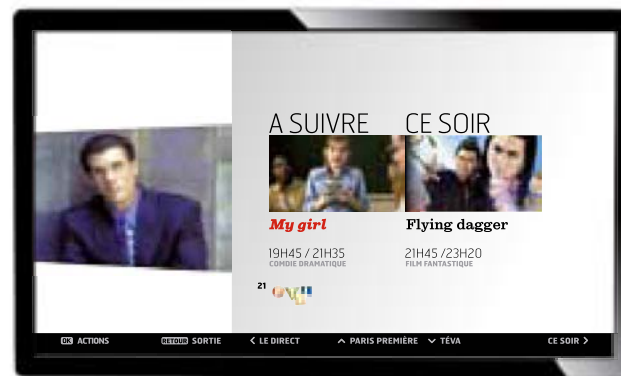 A SUIVRE CE SOIR
My girl Flying dagger
19H45 / 21H35 21H45 /23H20
COMDIE DRAMATIQUE FILM FANTASTIQUE
21
OK ACTIONS RETOUR SORTIE LE DIRECT PARIS PREMIÈRE TÉVA CE SOIR